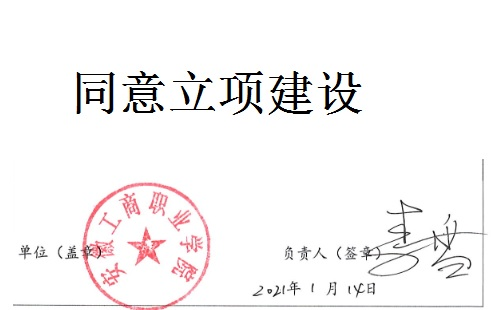 同意立项建设
安徽工商职业学院
单位（盖章）
负责人（签章）
2021年1月14日